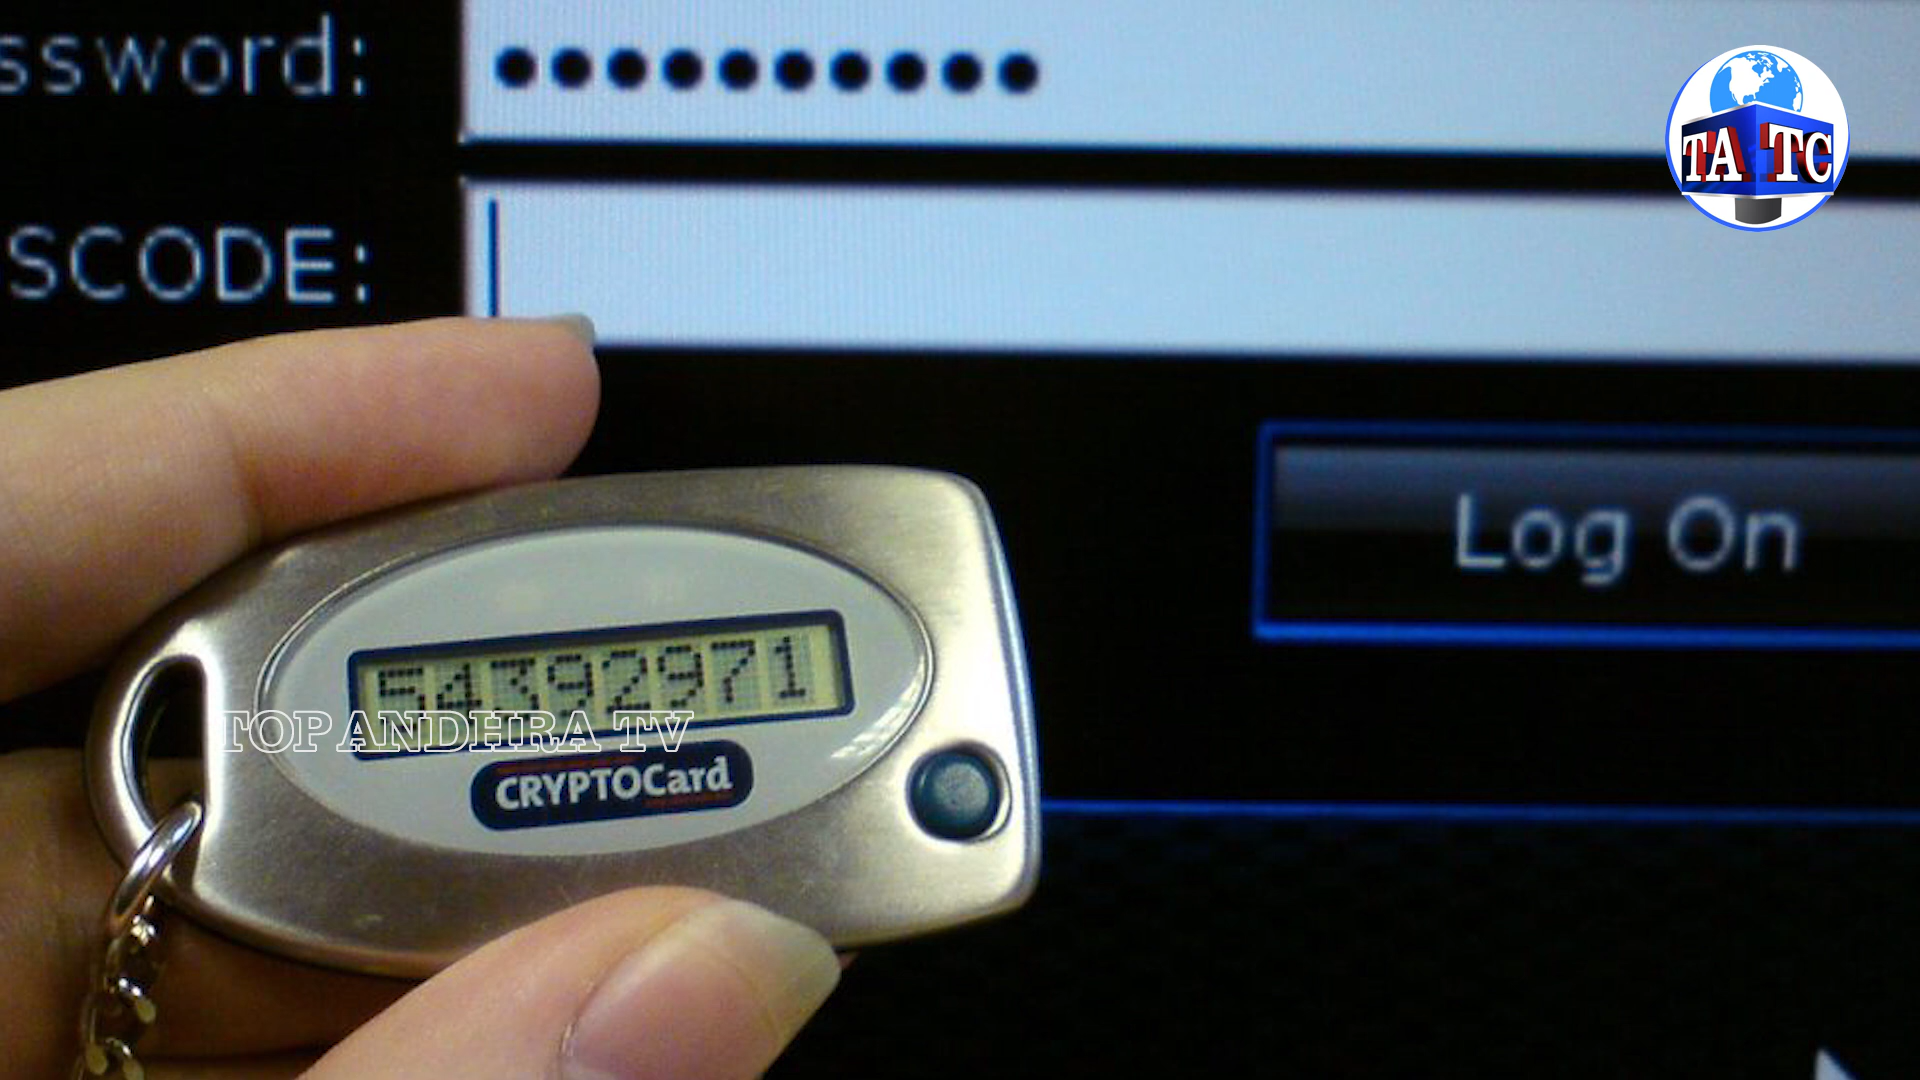 ssword:
TA TC
SCODE:
Log On
54392971
TOP ANDHRA TV
CRYPTOCard